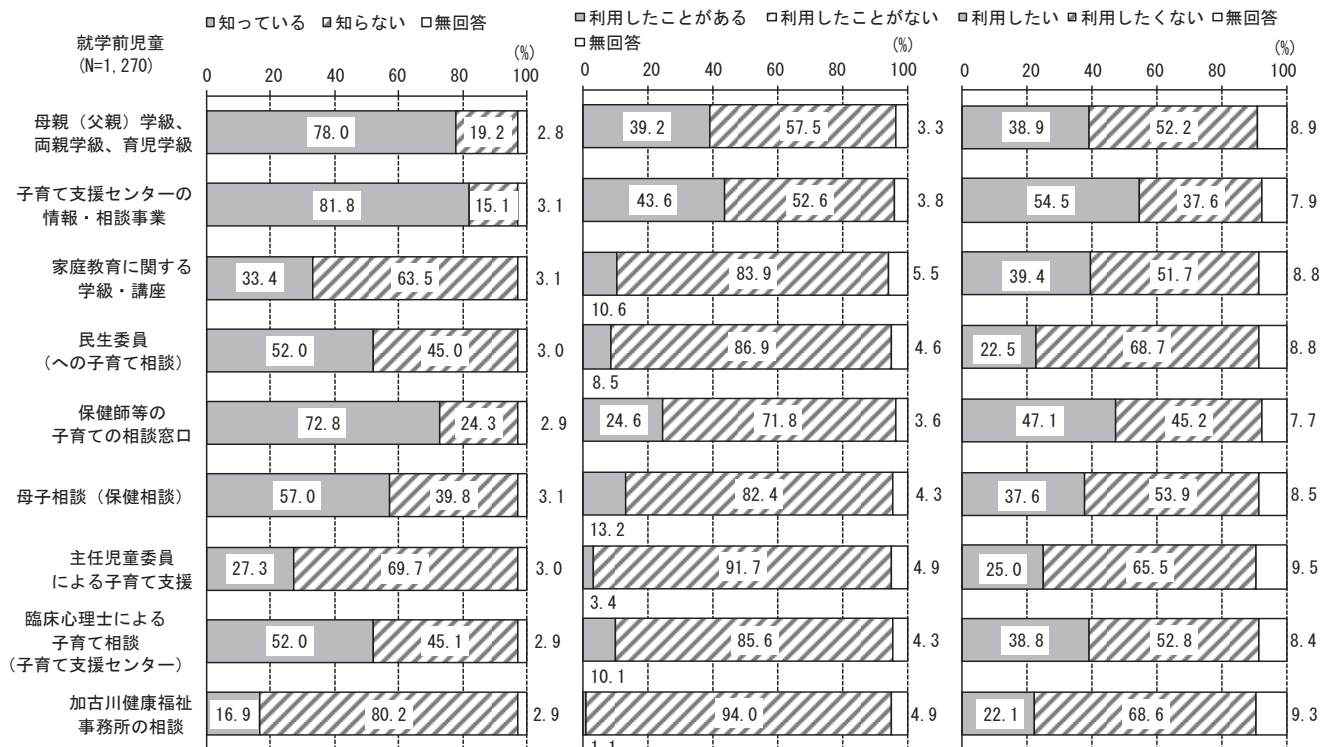 ■知っている ▨知らない □無回答
■利用したことがある □利用したことがない
□無回答
■利用したい ▨利用したくない □無回答
就学前児童
(N=1,270)
(%)
(%)
(%)
0 20 40 60 80 100
0 20 40 60 80 100
0 20 40 60 80 100
母親（父親）学級、
両親学級、育児学級
78.0 19.2 2.8
39.2 57.5 3.3
38.9 52.2 8.9
子育て支援センターの
情報・相談事業
81.8 15.1 3.1
43.6 52.6 3.8
54.5 37.6 7.9
家庭教育に関する
学級・講座
33.4 63.5 3.1
10.6 83.9 5.5
39.4 51.7 8.8
民生委員
（への子育て相談）
52.0 45.0 3.0
8.5 86.9 4.6
22.5 68.7 8.8
保健師等の
子育ての相談窓口
72.8 24.3 2.9
24.6 71.8 3.6
47.1 45.2 7.7
母子相談（保健相談）
57.0 39.8 3.1
13.2 82.4 4.3
37.6 53.9 8.5
主任児童委員
による子育て支援
27.3 69.7 3.0
3.4 91.7 4.9
25.0 65.5 9.5
臨床心理士による
子育て相談
（子育て支援センター）
52.0 45.1 2.9
10.1 85.6 4.3
38.8 52.8 8.4
加古川健康福祉
事務所の相談
16.9 80.2 2.9
1.1 94.0 4.9
22.1 68.6 9.3